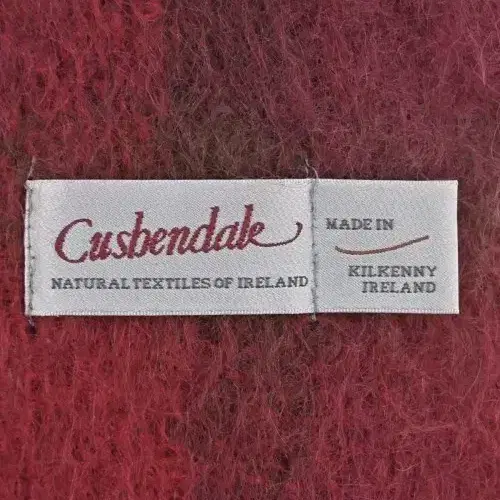 Cushendale
NATURAL TEXTILES OF IRELAND
MADE IN
KILKENNY
IRELAND